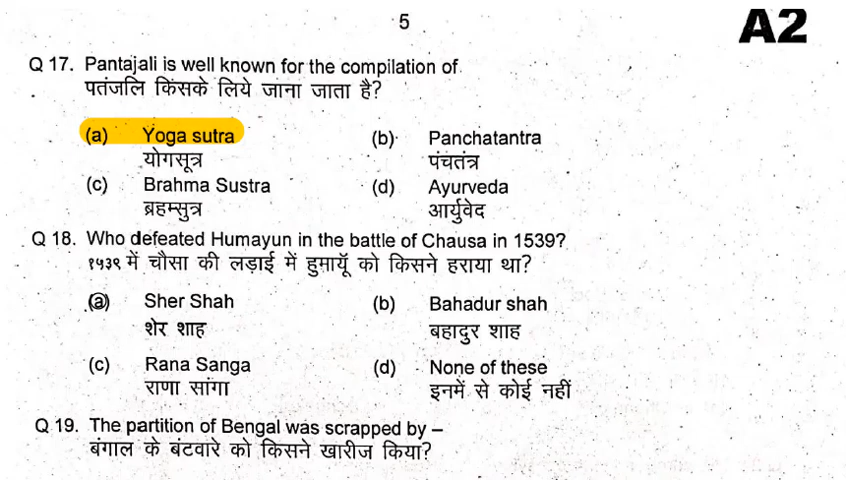 5
A2
Q 17. Pantajali is well known for the compilation of
पतंजलि किसके लिये जाना जाता है?
(a) Yoga sutra (b) Panchatantra
योगसूत्र पंचतंत्र
(c) Brahma Sustra (d) Ayurveda
ब्रहम्सुत्र आर्युवेद
Q 18. Who defeated Humayun in the battle of Chausa in 1539?
१५३९ में चौसा की लड़ाई में हुमायूँ को किसने हराया था?
(a) Sher Shah (b) Bahadur shah
शेर शाह बहादुर शाह
(c) Rana Sanga (d) None of these
राणा सांगा इनमें से कोई नहीं
Q 19. The partition of Bengal was scrapped by –
बंगाल के बंटवारे को किसने खारीज किया?